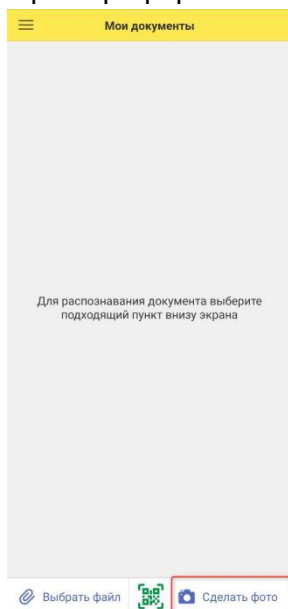 Мои документы
Для распознавания документа выберите
подходящий пункт внизу экрана
Выбрать файл
Сделать фото